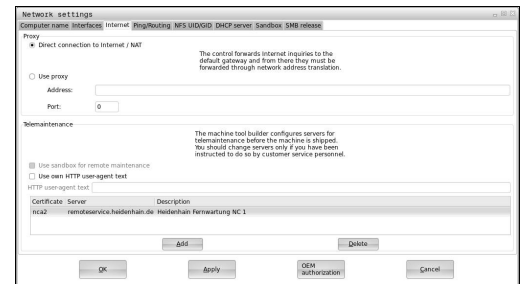 Network settings
Computer name Interfaces Internet Ping/Routing NFS UID/GID DHCP server Sandbox SMB release
Proxy
Direct connection to Internet / NAT
The control forwards Internet inquiries to the
default gateway and from there they must be
forwarded through network address translation.
Use proxy
Address:
Port: 0
Telemaintenance
The machine tool builder configures servers for
telemaintenance before the machine is shipped.
You should change servers only if you have been
instructed to do so by customer service personnel.
Use sandbox for remote maintenance
Use own HTTP user-agent text
HTTP user-agent text
Certificate Server Description
nca2 remoteservice.heidenhain.de Heidenhain Fernwartung NC 1
Add Delete
OK Apply OEM authorization Cancel